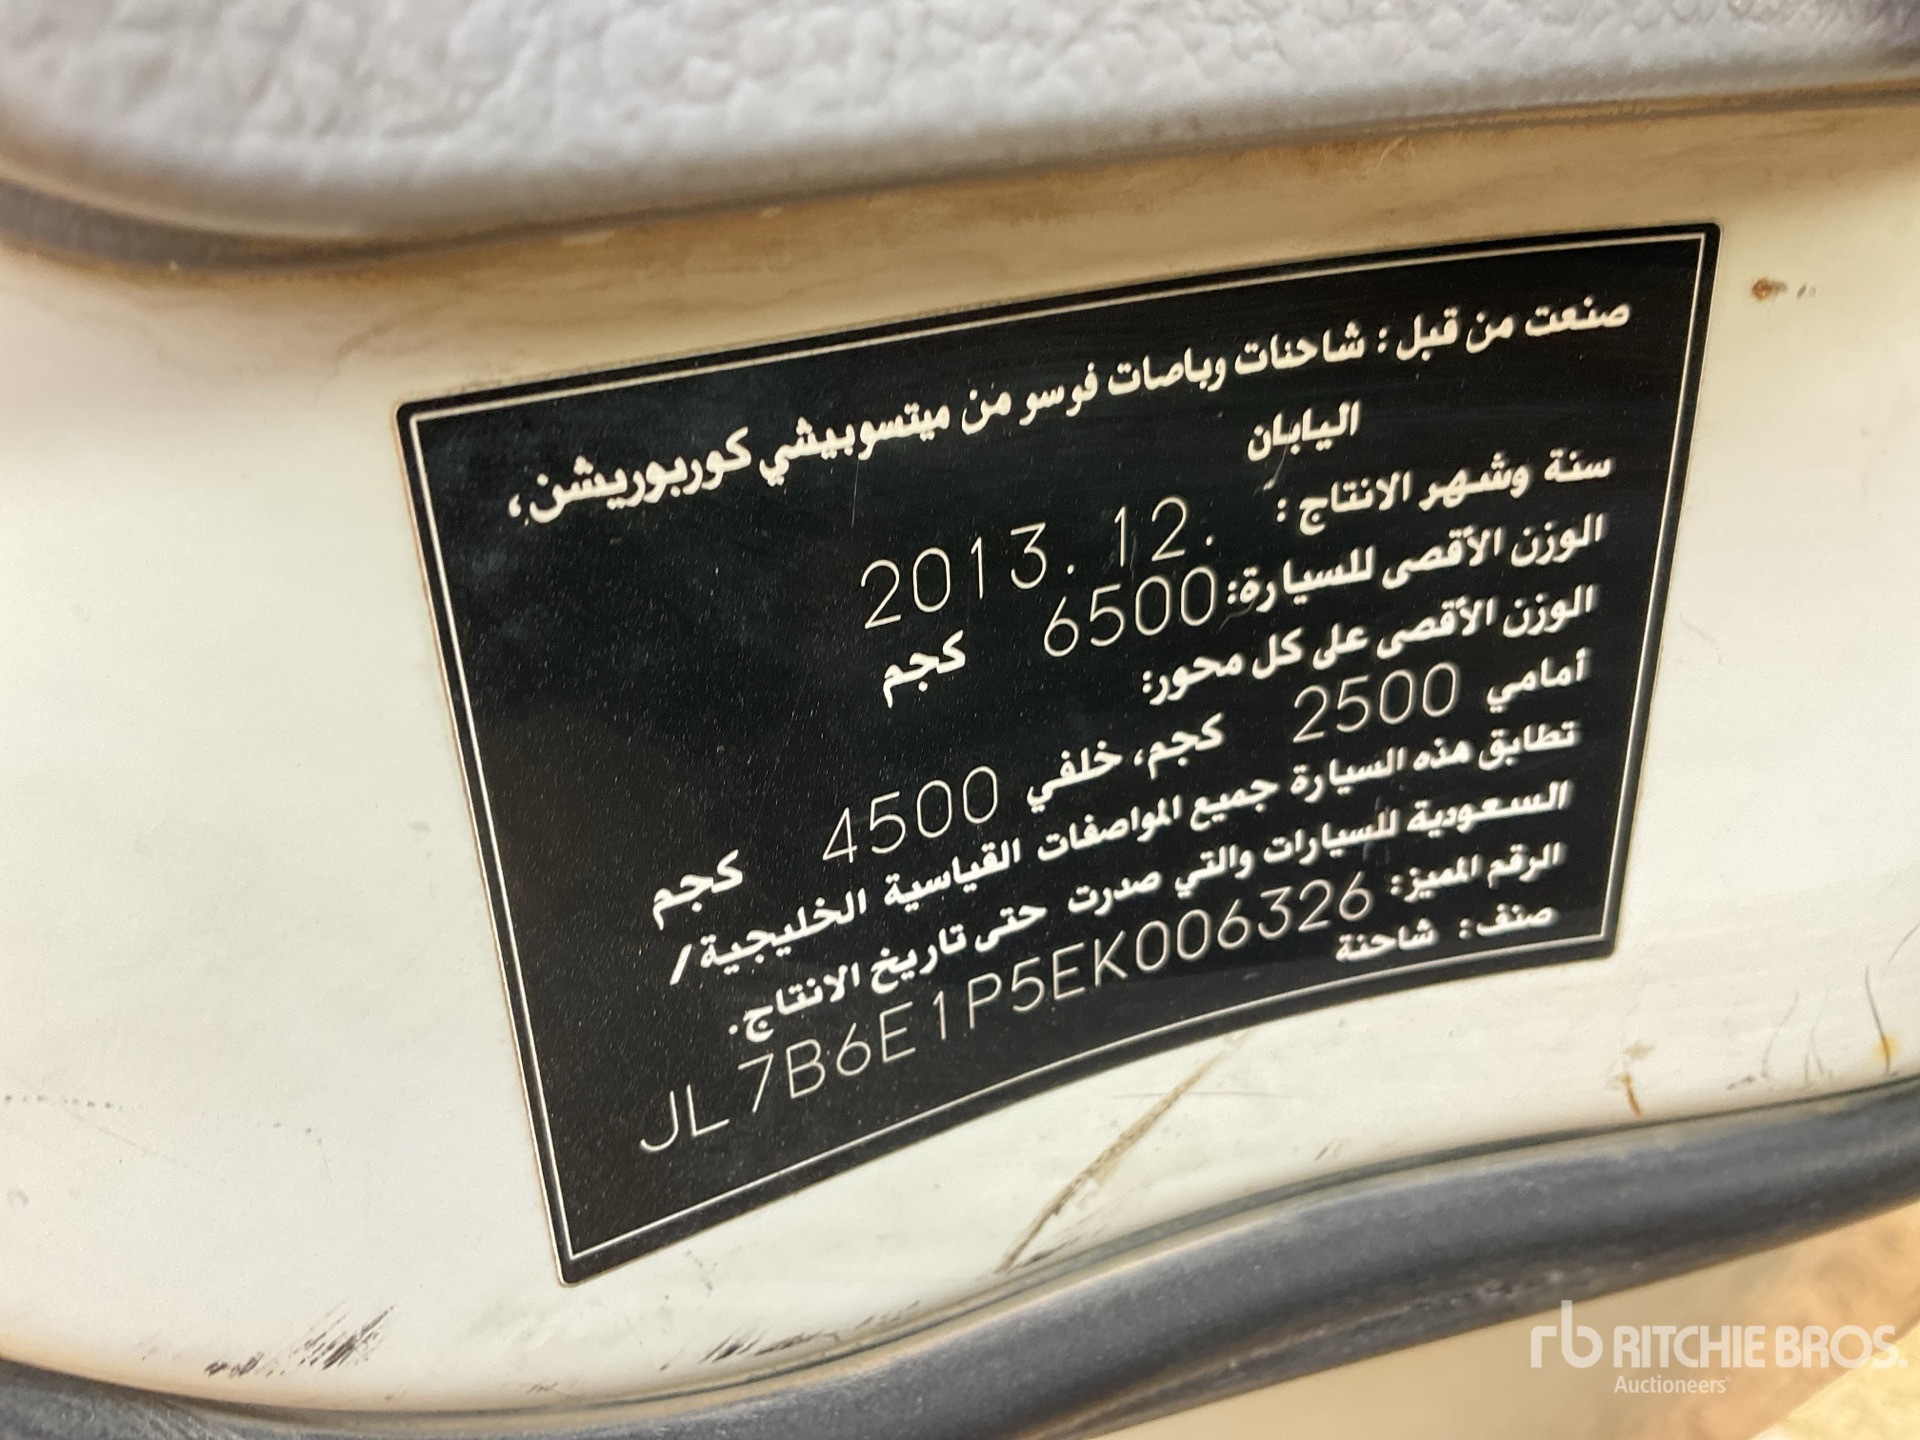 صنعت من قبل : شاحنات وباصات فوسو من ميتسوبيشي كوربوريشن،
اليابان
سنة وشهر الانتاج : 2013.12.
الوزن الأقصى للسيارة: 6500 كجم
الوزن الأقصى على كل محور:
أمامي 2500 كجم، خلفي 4500 كجم
تطابق هذه السيارة جميع المواصفات القياسية الخليجية/
السعودية للسيارات والتي صدرت حتى تاريخ الانتاج.
الرقم المميز: JL7B6E1P5EK006326
صنف: شاحنة
rb RITCHIE BROS.
Auctioneers